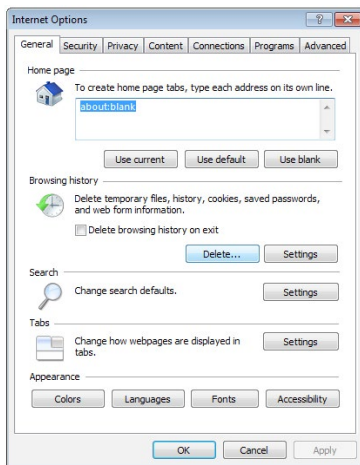 Internet Options
General Security Privacy Content Connections Programs Advanced
Home page
To create home page tabs, type each address on its own line.
about:blank
Use current Use default Use blank
Browsing history
Delete temporary files, history, cookies, saved passwords,
and web form information.
Delete browsing history on exit
Delete... Settings
Search
Change search defaults. Settings
Tabs
Change how webpages are displayed in
tabs. Settings
Appearance
Colors Languages Fonts Accessibility
OK Cancel Apply